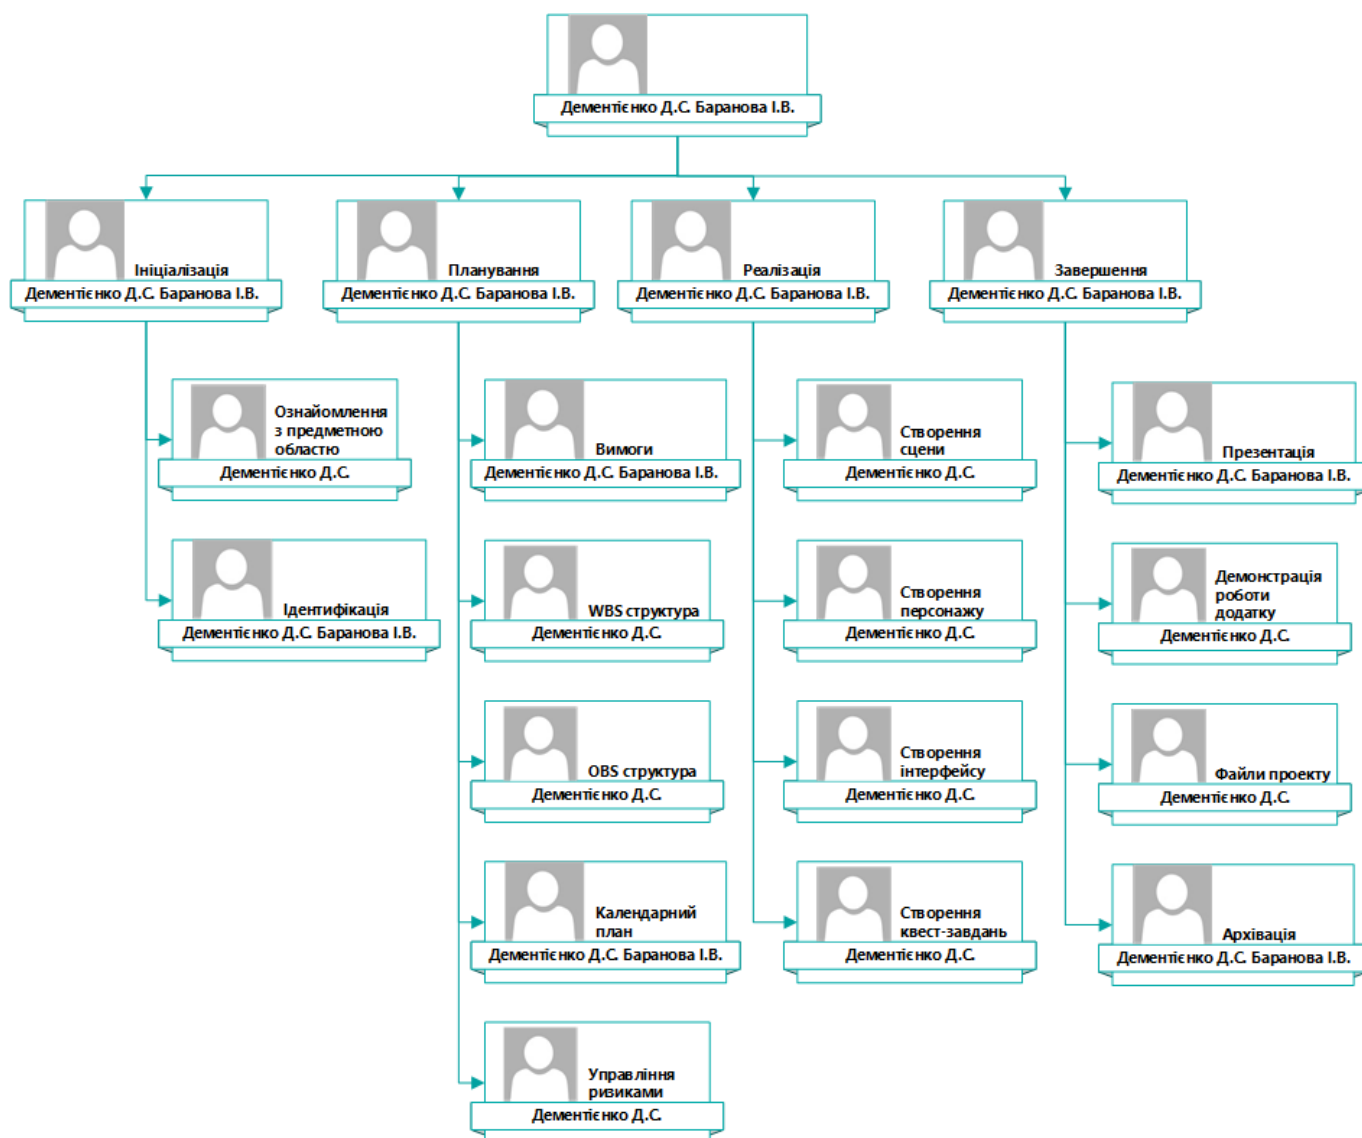 Дементієнко Д.С. Баранова І.В.
Ініціалізація
Дементієнко Д.С. Баранова І.В.
Планування
Дементієнко Д.С. Баранова І.В.
Реалізація
Дементієнко Д.С. Баранова І.В.
Завершення
Дементієнко Д.С. Баранова І.В.
Ознайомлення
з предметною
областю
Дементієнко Д.С.
Ідентифікація
Дементієнко Д.С. Баранова І.В.
Вимоги
Дементієнко Д.С. Баранова І.В.
WBS структура
Дементієнко Д.С.
OBS структура
Дементієнко Д.С.
Календарний
план
Дементієнко Д.С. Баранова І.В.
Управління
ризиками
Дементієнко Д.С.
Створення
сцени
Дементієнко Д.С.
Створення
персонажу
Дементієнко Д.С.
Створення
інтерфейсу
Дементієнко Д.С.
Створення
квест-завдань
Дементієнко Д.С.
Презентація
Дементієнко Д.С. Баранова І.В.
Демонстрація
роботи
додатку
Дементієнко Д.С.
Файли проекту
Дементієнко Д.С.
Архівація
Дементієнко Д.С. Баранова І.В.